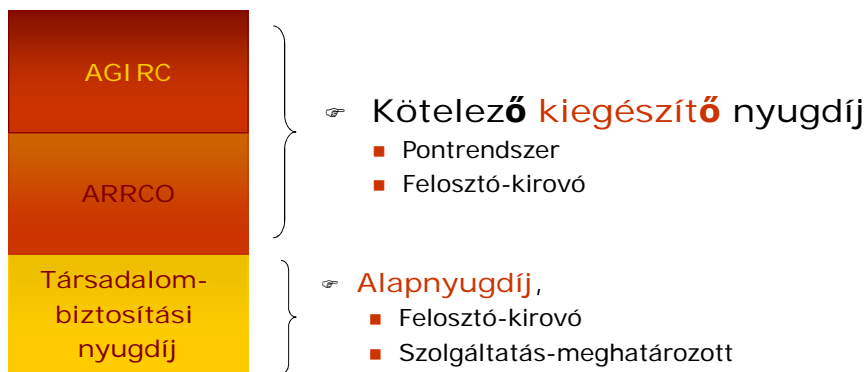 AGIRC
ARRCO
☞ Kötelező kiegészítő nyugdíj
■ Pontrendszer
■ Felosztó-kirovó
Társadalom-
biztosítási
nyugdíj
☞ Alapnyugdíj,
■ Felosztó-kirovó
■ Szolgáltatás-meghatározott